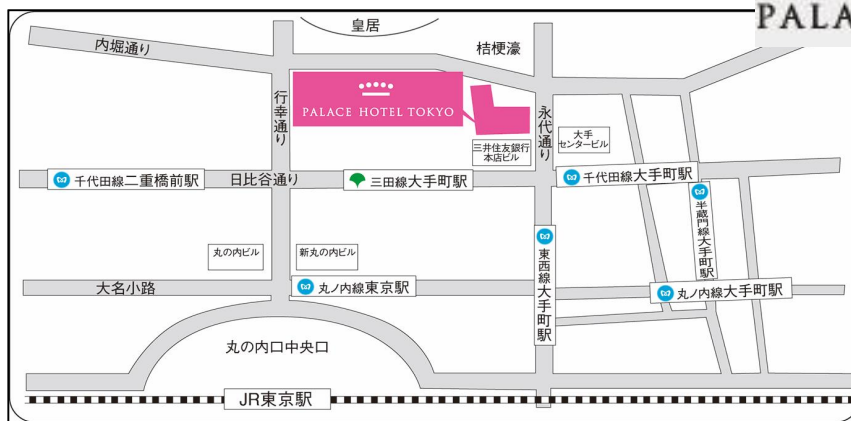 PALA
皇居
内堀通り
桔梗濠
行幸通り
PALACE HOTEL TOKYO
永代通り
大手
センタービル
三井住友銀行
本店ビル
千代田線二重橋前駅
日比谷通り
三田線大手町駅
千代田線大手町駅
半蔵門線大手町駅
丸の内ビル
新丸の内ビル
東西線大手町駅
大名小路
丸ノ内線東京駅
丸ノ内線大手町駅
丸の内口中央口
JR東京駅